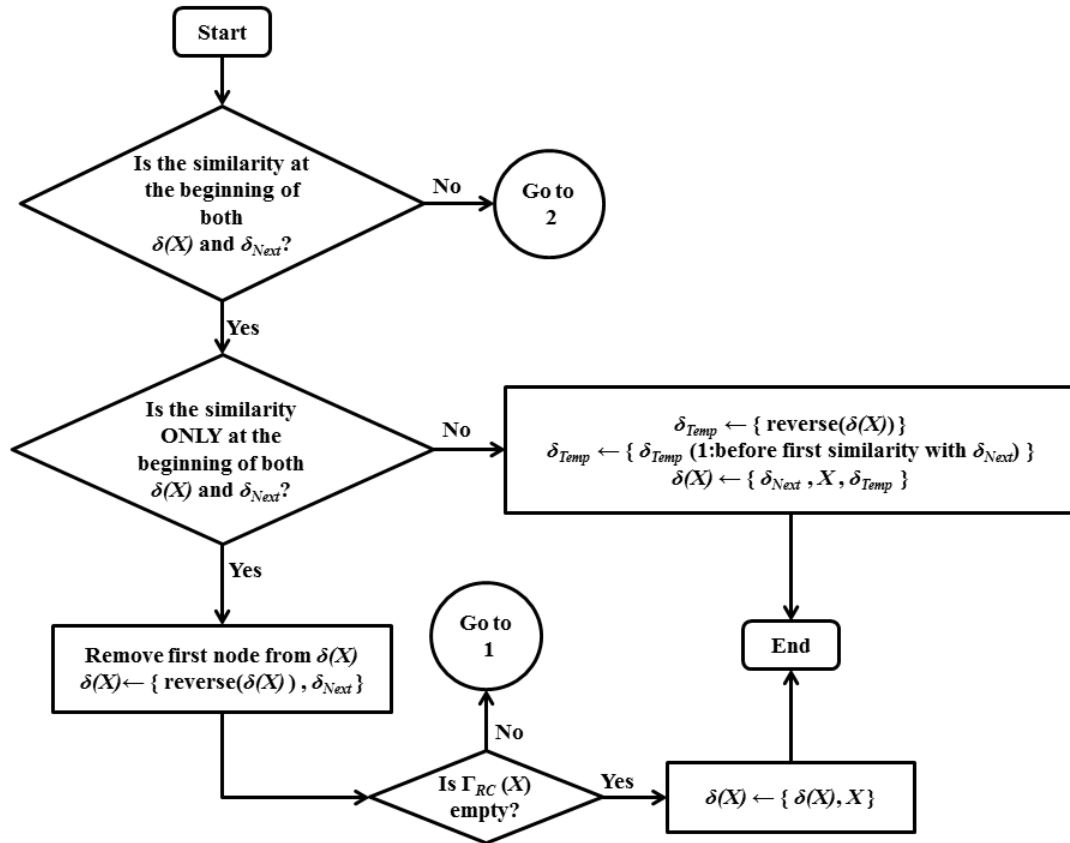 Start
Is the similarity at
the beginning of
both
δ(X) and δNext?
No
Go to
2
Yes
Is the similarity
ONLY at the
beginning of both
δ(X) and δNext?
No
δTemp ← { reverse(δ(X)) }
δTemp ← { δTemp (1:before first similarity with δNext) }
δ(X) ← { δNext , X , δTemp }
Yes
Remove first node from δ(X)
δ(X)← { reverse(δ(X) ) , δNext }
Go to
1
End
No
Is ΓRC (X)
empty?
Yes
δ(X) ← { δ(X), X }